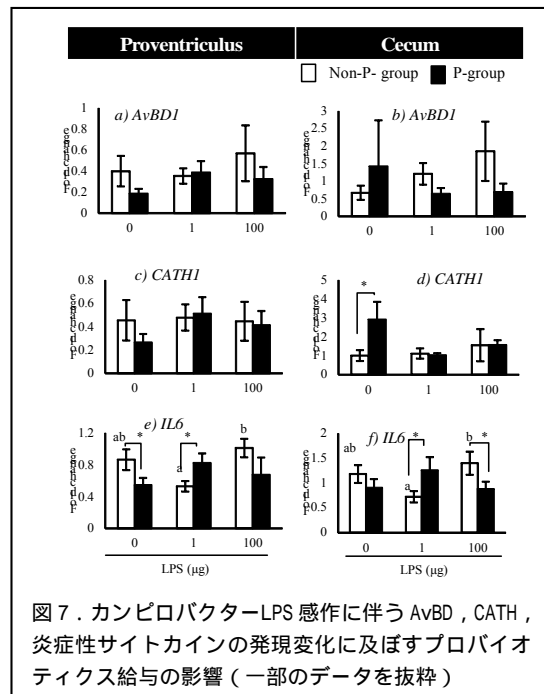 Proventriculus Cecum
Non-P- group P-group
a) AvBD1 b) AvBD1
1 0.8 0.6 0.4 0.2 0
3 2.5 2 1.5 1 0.5 0
0 1 100 0 1 100
c) CATH1 d) CATH1
0.8 0.6 0.4 0.2 0
5 4 3 2 1 0
*
0 1 100 0 1 100
e) IL6 f) IL6
1.2 0.8 0.4 0
2 1.5 1 0.5 0
ab * a * b
ab a * b *
0 1 100 0 1 100
LPS (μg) LPS (μg)
図7．カンピロバクターLPS 感作に伴う AvBD，CATH，
炎症性サイトカインの発現変化に及ぼすプロバイオ
ティクス給与の影響（一部のデータを抜粋）